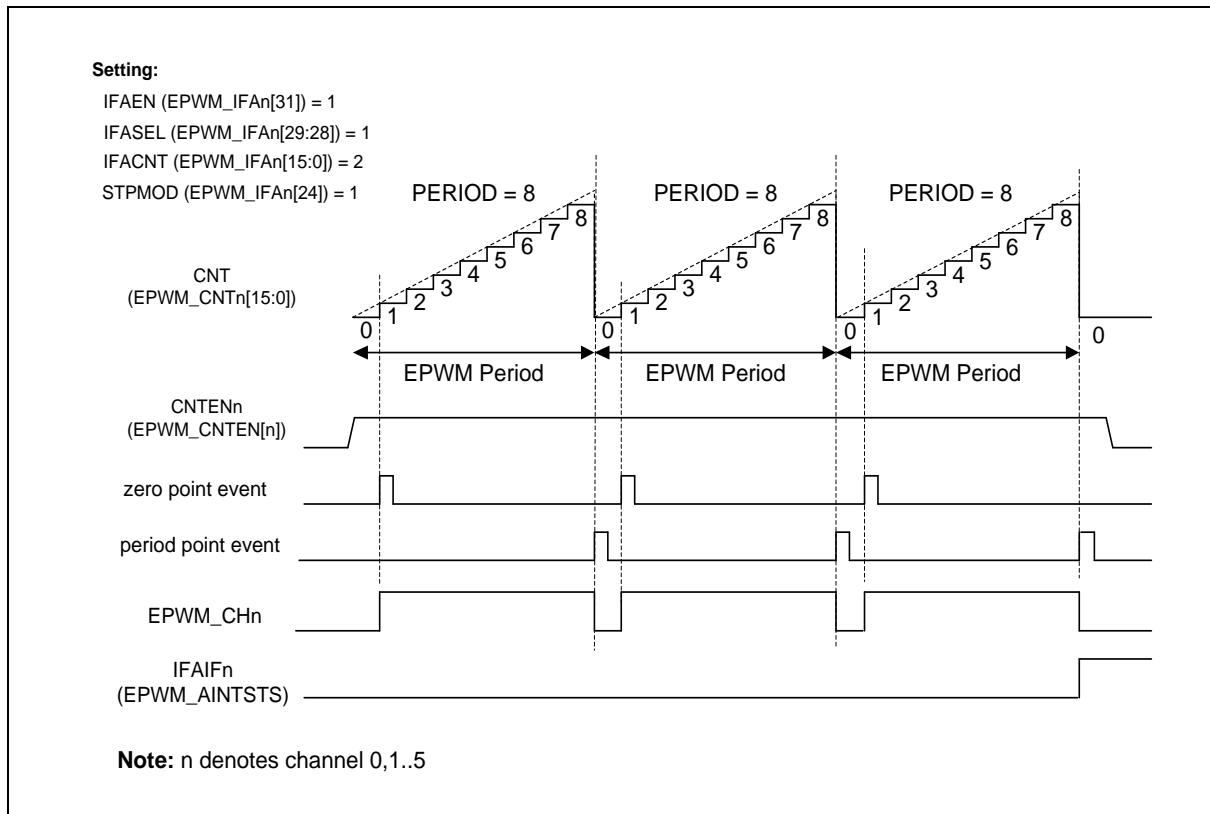 Setting:
IFAEN (EPWM_IFAn[31]) = 1
IFASEL (EPWM_IFAn[29:28]) = 1
IFACNT (EPWM_IFAn[15:0]) = 2
STPMOD (EPWM_IFAn[24]) = 1
PERIOD = 8
PERIOD = 8
PERIOD = 8
CNT
(EPWM_CNTn[15:0])
0 1 2 3 4 5 6 7 8
0 1 2 3 4 5 6 7 8
0 1 2 3 4 5 6 7 8
0
EPWM Period
EPWM Period
EPWM Period
CNTENn
(EPWM_CNTEN[n])
zero point event
period point event
EPWM_CHn
IFAIFn
(EPWM_AINTSTS)
Note: n denotes channel 0,1..5